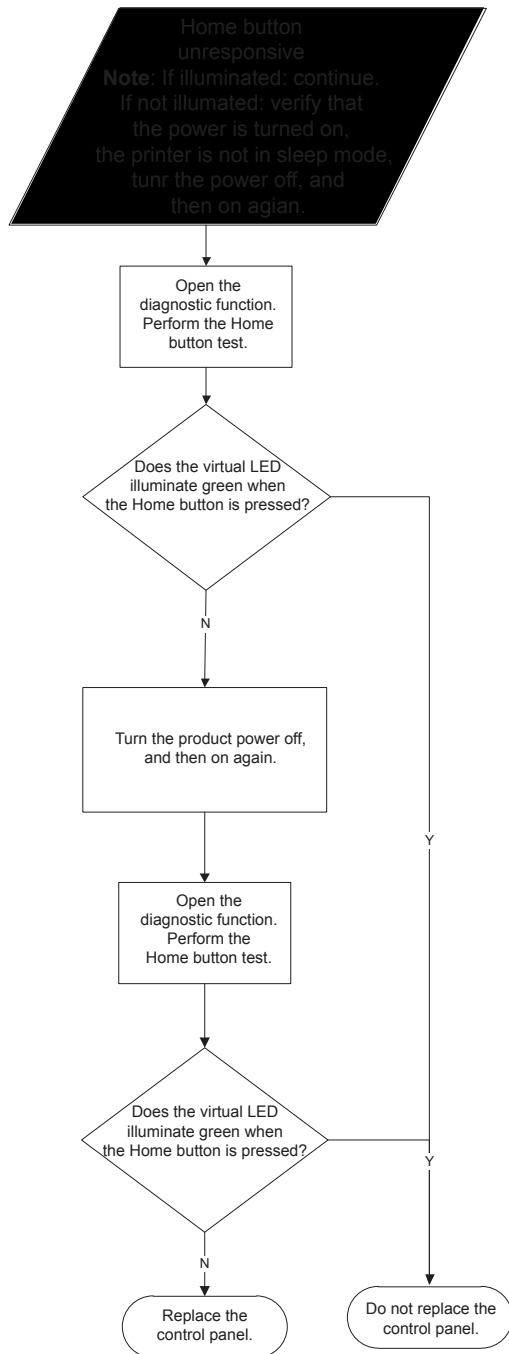 Home button
unresponsive
Note: If illuminated: continue.
If not illumated: verify that
the power is turned on,
the printer is not in sleep mode,
tunr the power off, and
then on agian.
Open the
diagnostic function.
Perform the Home
button test.
Does the virtual LED
illuminate green when
the Home button is pressed?
N
Turn the product power off,
and then on again.
Y
Open the
diagnostic function.
Perform the
Home button test.
Does the virtual LED
illuminate green when
the Home button is pressed?
Y
N
Replace the
control panel.
Do not replace the
control panel.